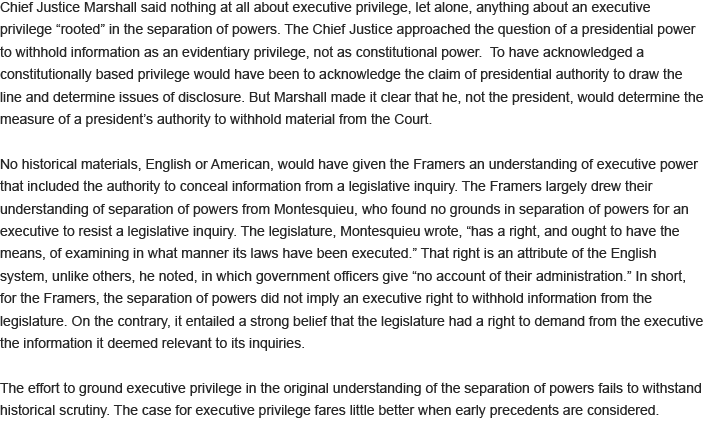 Chief Justice Marshall said nothing at all about executive privilege, let alone, anything about an executive
privilege “rooted” in the separation of powers. The Chief Justice approached the question of a presidential power
to withhold information as an evidentiary privilege, not as constitutional power.  To have acknowledged a
constitutionally based privilege would have been to acknowledge the claim of presidential authority to draw the
line and determine issues of disclosure. But Marshall made it clear that he, not the president, would determine the
measure of a president’s authority to withhold material from the Court.

No historical materials, English or American, would have given the Framers an understanding of executive power
that included the authority to conceal information from a legislative inquiry. The Framers largely drew their
understanding of separation of powers from Montesquieu, who found no grounds in separation of powers for an
executive to resist a legislative inquiry. The legislature, Montesquieu wrote, “has a right, and ought to have the
means, of examining in what manner its laws have been executed.” That right is an attribute of the English
system, unlike others, he noted, in which government officers give “no account of their administration.” In short,
for the Framers, the separation of powers did not imply an executive right to withhold information from the
legislature. On the contrary, it entailed a strong belief that the legislature had a right to demand from the executive
the information it deemed relevant to its inquiries.

The effort to ground executive privilege in the original understanding of the separation of powers fails to withstand
historical scrutiny. The case for executive privilege fares little better when early precedents are considered.